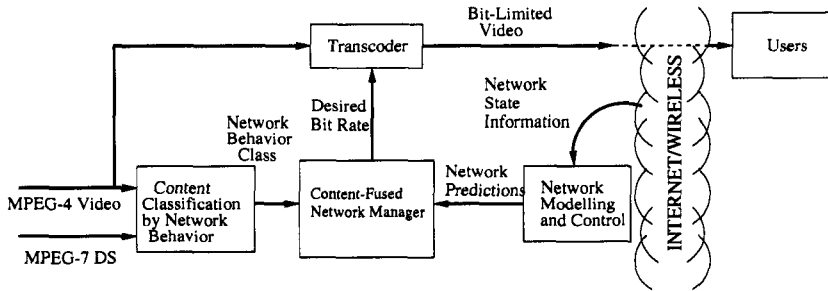 Bit-Limited
Video
Transcoder
Users
Desired
Bit Rate
Network
State
Information
Network
Behavior
Class
INTERNET/WIRELESS
MPEG-4 Video
Content
Classification
by Network
Behavior
Content-Fused
Network Manager
Network
Predictions
Network
Modelling
and Control
MPEG-7 DS